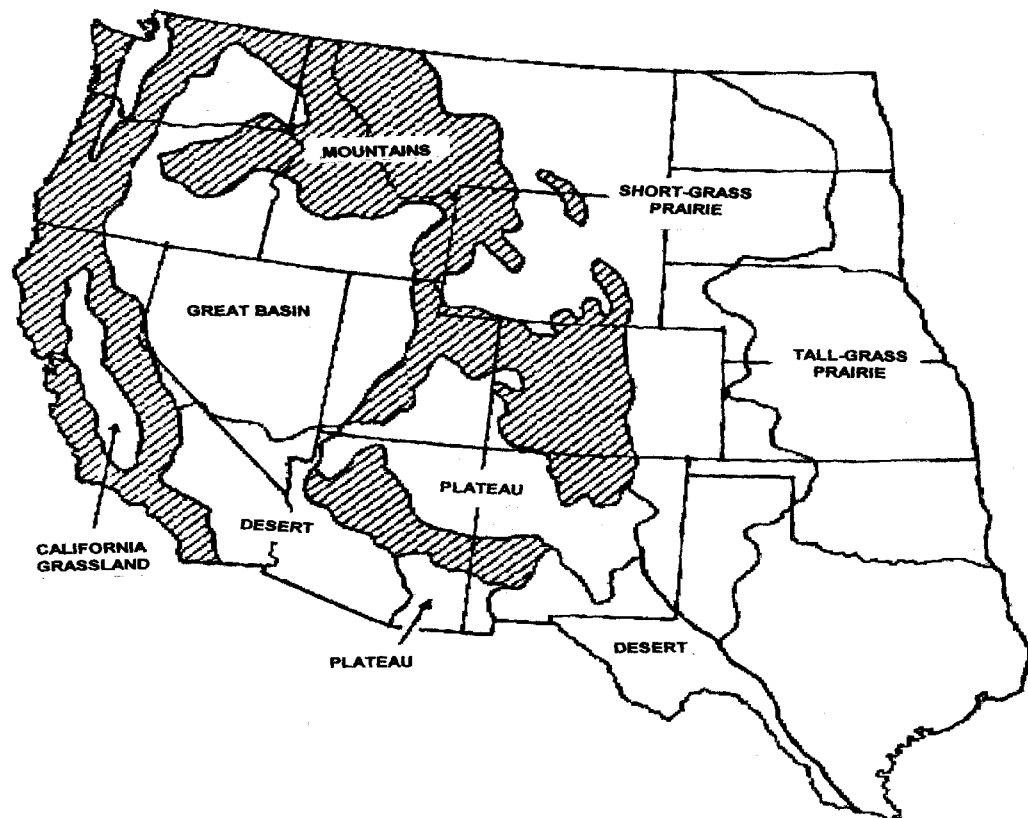 MOUNTAINS
SHORT-GRASS
PRAIRIE
GREAT BASIN
TALL-GRASS
PRAIRIE
PLATEAU
DESERT
CALIFORNIA
GRASSLAND
PLATEAU
DESERT